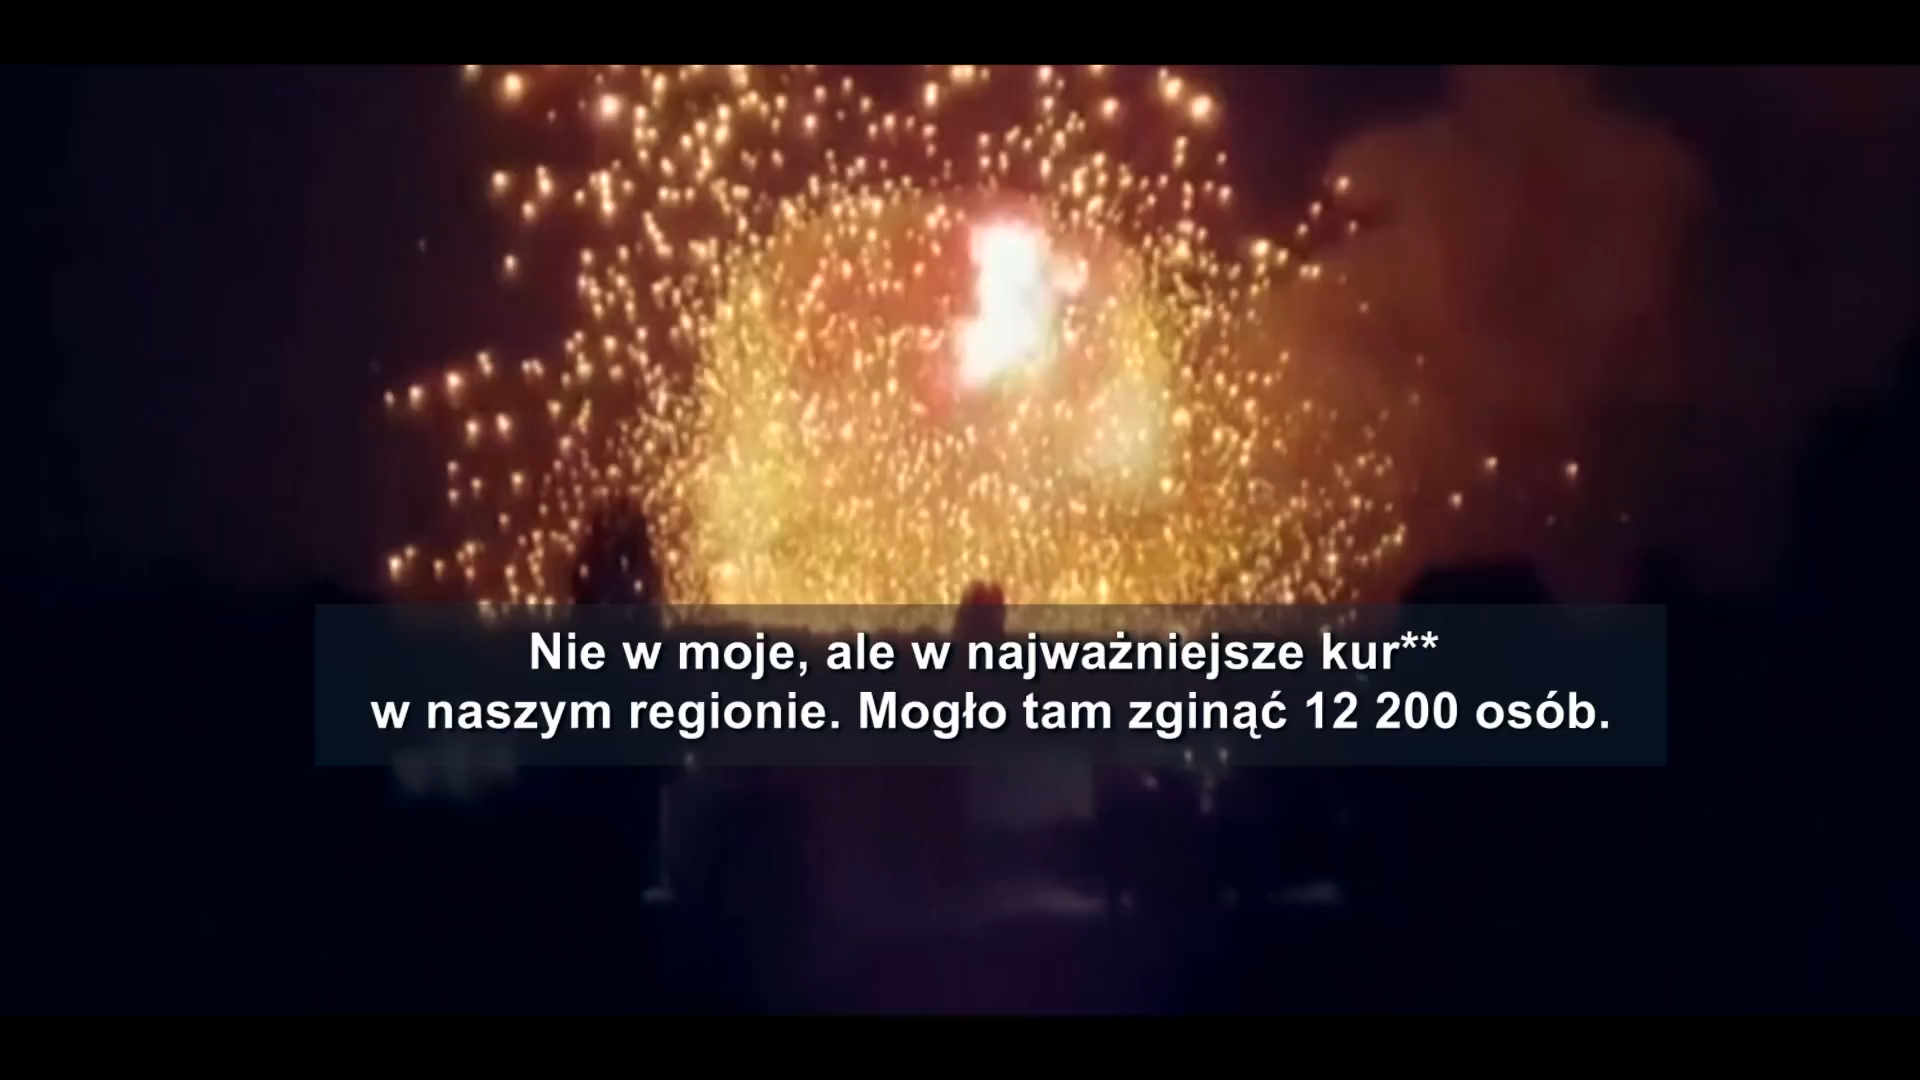 Nie w moje, ale w najważniejsze kur**
w naszym regionie. Mogło tam zginąć 12 200 osób.